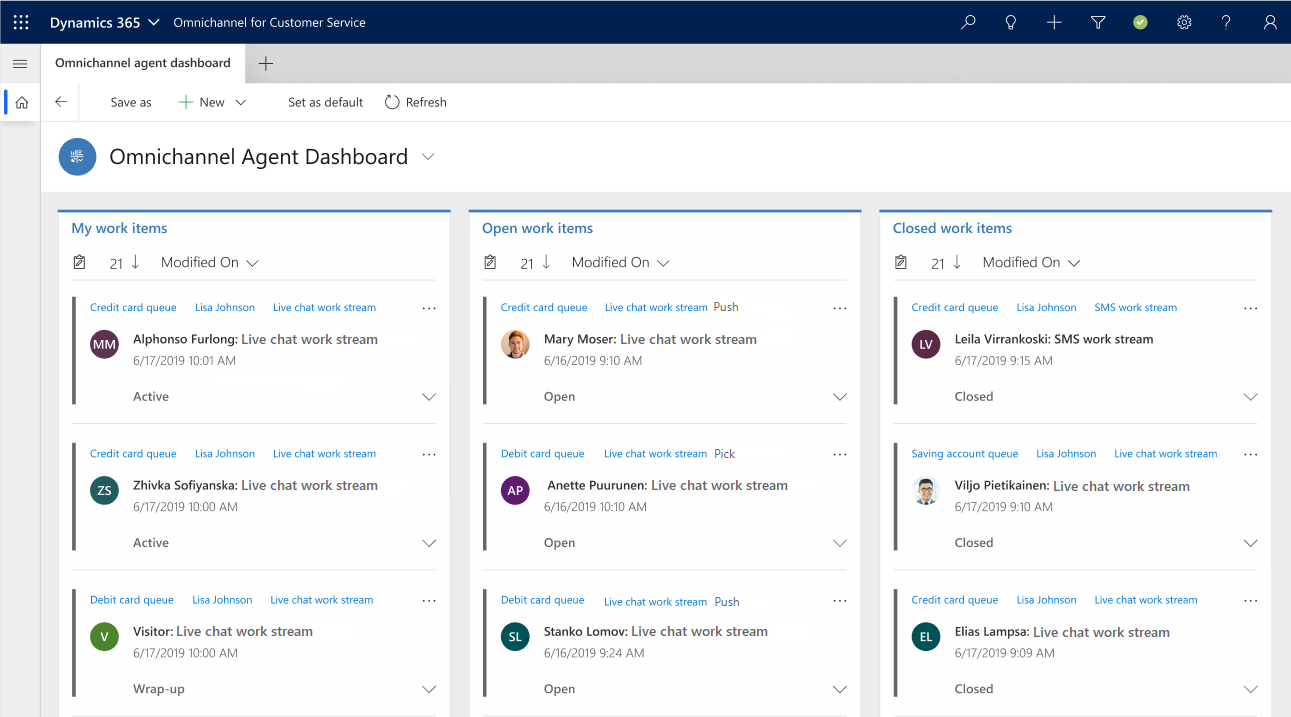 Dynamics 365 Omnichannel for Customer Service
Omnichannel agent dashboard
Save as New Set as default Refresh
Omnichannel Agent Dashboard
My work items
21 Modified On
Credit card queue Lisa Johnson Live chat work stream
MM Alphonso Furlong: Live chat work stream
6/17/2019 10:01 AM
Active
Credit card queue Lisa Johnson Live chat work stream
ZS Zhivka Sofiyanska: Live chat work stream
6/17/2019 10:00 AM
Active
Debit card queue Lisa Johnson Live chat work stream
V Visitor: Live chat work stream
6/17/2019 10:00 AM
Wrap-up
Open work items
21 Modified On
Credit card queue Live chat work stream Push
Mary Moser: Live chat work stream
6/16/2019 9:10 AM
Open
Debit card queue Live chat work stream Pick
AP Anette Puurunen: Live chat work stream
6/16/2019 10:10 AM
Open
Debit card queue Live chat work stream Push
SL Stanko Lomov: Live chat work stream
6/16/2019 9:24 AM
Open
Closed work items
21 Modified On
Credit card queue Lisa Johnson SMS work stream
LV Leila Virrankoski: SMS work stream
6/17/2019 9:15 AM
Closed
Saving account queue Lisa Johnson Live chat work stream
Viljo Pietikainen: Live chat work stream
6/17/2019 9:10 AM
Closed
Credit card queue Lisa Johnson Live chat work stream
EL Elias Lampsa: Live chat work stream
6/17/2019 9:09 AM
Closed